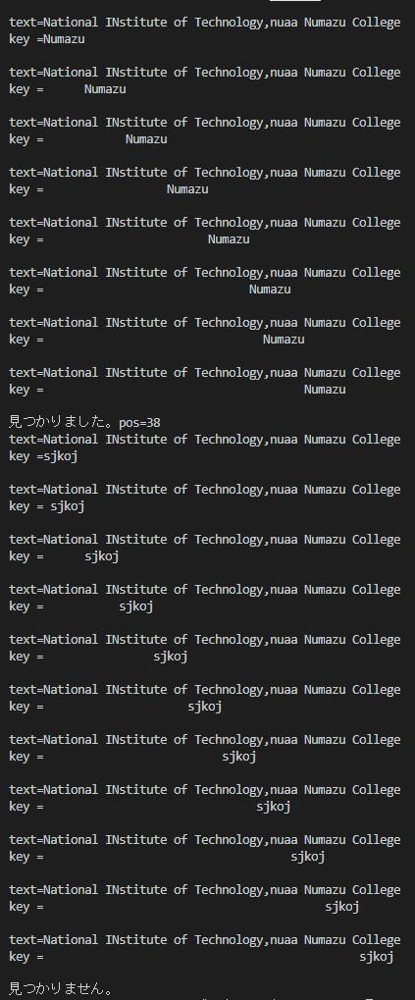 text=National INstitute of Technology,nuaa Numazu College
key =Numazu
text=National INstitute of Technology,nuaa Numazu College
key =      Numazu
text=National INstitute of Technology,nuaa Numazu College
key =            Numazu
text=National INstitute of Technology,nuaa Numazu College
key =                  Numazu
text=National INstitute of Technology,nuaa Numazu College
key =                        Numazu
text=National INstitute of Technology,nuaa Numazu College
key =                              Numazu
text=National INstitute of Technology,nuaa Numazu College
key =                                Numazu
text=National INstitute of Technology,nuaa Numazu College
key =                                      Numazu
見つかりました。pos=38
text=National INstitute of Technology,nuaa Numazu College
key =sjkoj
text=National INstitute of Technology,nuaa Numazu College
key = sjkoj
text=National INstitute of Technology,nuaa Numazu College
key =      sjkoj
text=National INstitute of Technology,nuaa Numazu College
key =           sjkoj
text=National INstitute of Technology,nuaa Numazu College
key =                sjkoj
text=National INstitute of Technology,nuaa Numazu College
key =                     sjkoj
text=National INstitute of Technology,nuaa Numazu College
key =                          sjkoj
text=National INstitute of Technology,nuaa Numazu College
key =                               sjkoj
text=National INstitute of Technology,nuaa Numazu College
key =                                    sjkoj
text=National INstitute of Technology,nuaa Numazu College
key =                                         sjkoj
text=National INstitute of Technology,nuaa Numazu College
key =                                              sjkoj
見つかりません。